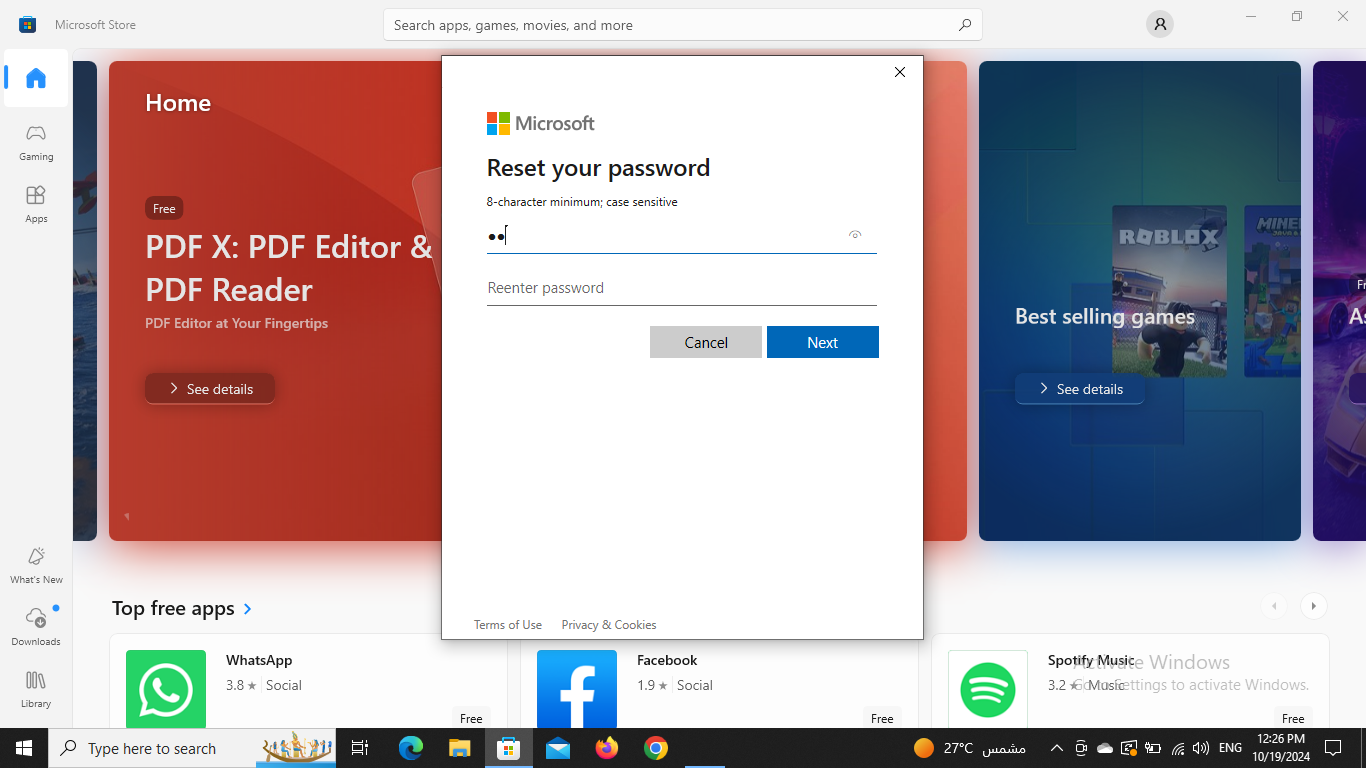 Microsoft Store
Search apps, games, movies, and more
Home
Gaming
Apps
What's New
Downloads
Library
Home
Free
PDF X: PDF Editor &
PDF Reader
PDF Editor at Your Fingertips
See details
Microsoft
Reset your password
8-character minimum; case sensitive
Reenter password
Cancel
Next
Terms of Use
Privacy & Cookies
ROBLOX
Best selling games
See details
Top free apps
WhatsApp
3.8 ★ Social
Free
Facebook
1.9 ★ Social
Free
Spotify Music
3.2 ★ Music
Free
Activate Windows
Go to Settings to activate Windows.
Type here to search
27°C مشمس
ENG
12:26 PM
10/19/2024